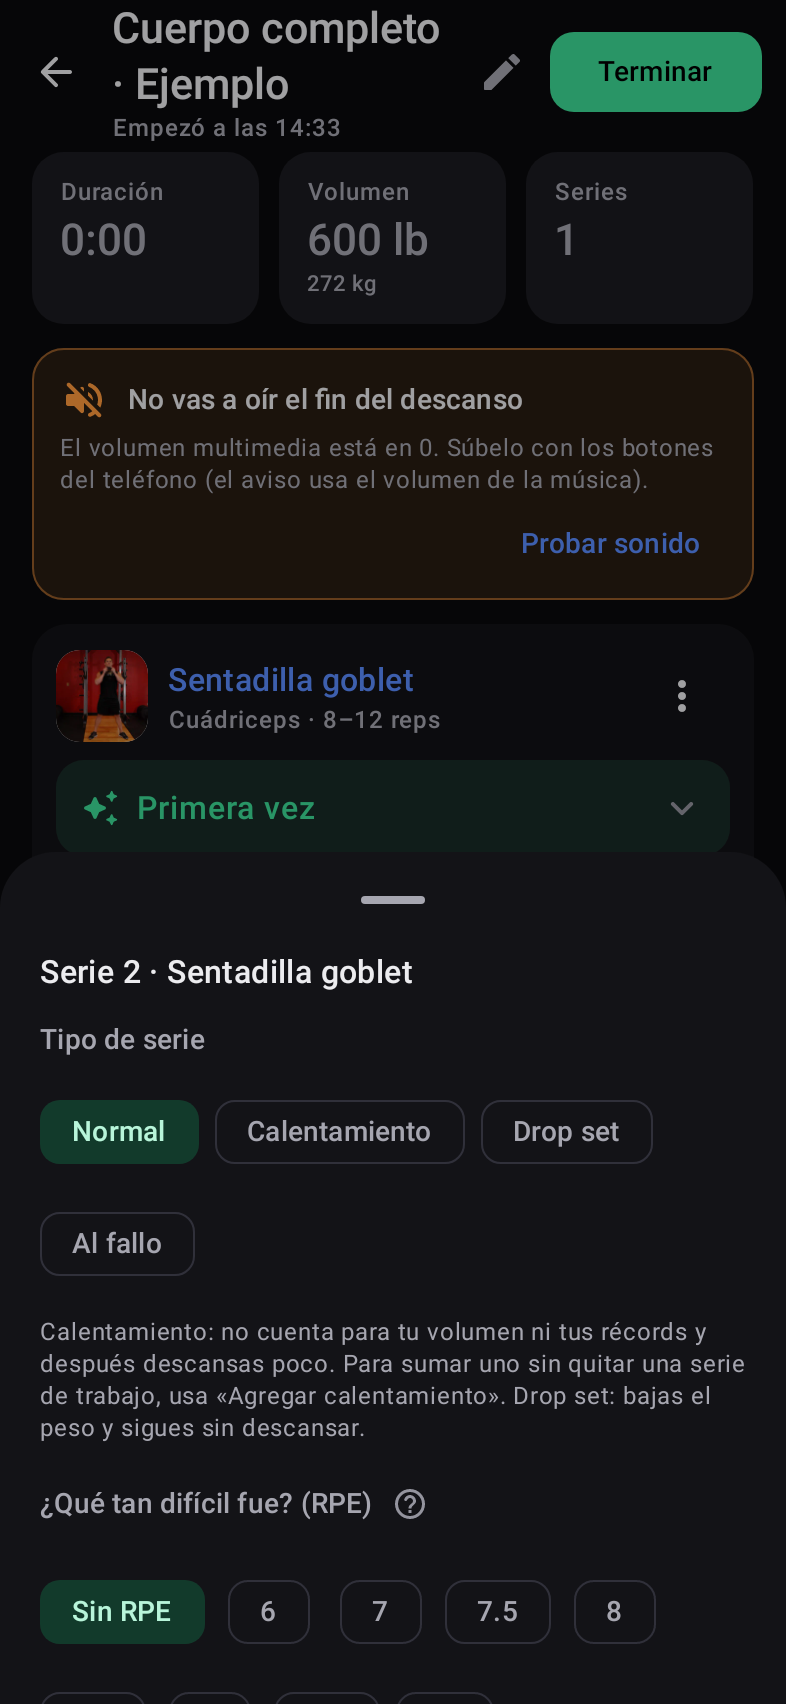 Cuerpo completo
· Ejemplo
Empezó a las 14:33
Terminar
Duración
0:00
Volumen
600 lb
272 kg
Series
1
No vas a oír el fin del descanso
El volumen multimedia está en 0. Súbelo con los botones
del teléfono (el aviso usa el volumen de la música).
Probar sonido
Sentadilla goblet
Cuádriceps · 8–12 reps
Primera vez
Serie 2 · Sentadilla goblet
Tipo de serie
Normal
Calentamiento
Drop set
Al fallo
Calentamiento: no cuenta para tu volumen ni tus récords y
después descansas poco. Para sumar uno sin quitar una serie
de trabajo, usa «Agregar calentamiento». Drop set: bajas el
peso y sigues sin descansar.
¿Qué tan difícil fue? (RPE)
Sin RPE
6
7
7.5
8